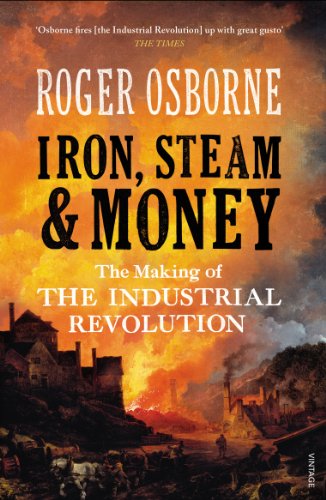 ‘Osborne fires [the Industrial Revolution] up with great gusto’
THE TIMES
ROGER OSBORNE
IRON, STEAM
& MONEY
The Making of
THE INDUSTRIAL
REVOLUTION
VINTAGE